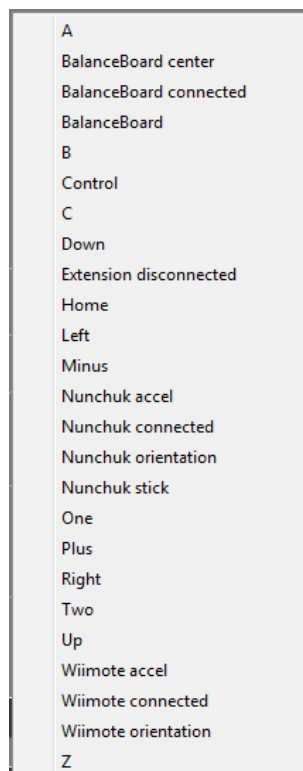 A
BalanceBoard center
BalanceBoard connected
BalanceBoard
B
Control
C
Down
Extension disconnected
Home
Left
Minus
Nunchuk accel
Nunchuk connected
Nunchuk orientation
Nunchuk stick
One
Plus
Right
Two
Up
Wiimote accel
Wiimote connected
Wiimote orientation
Z